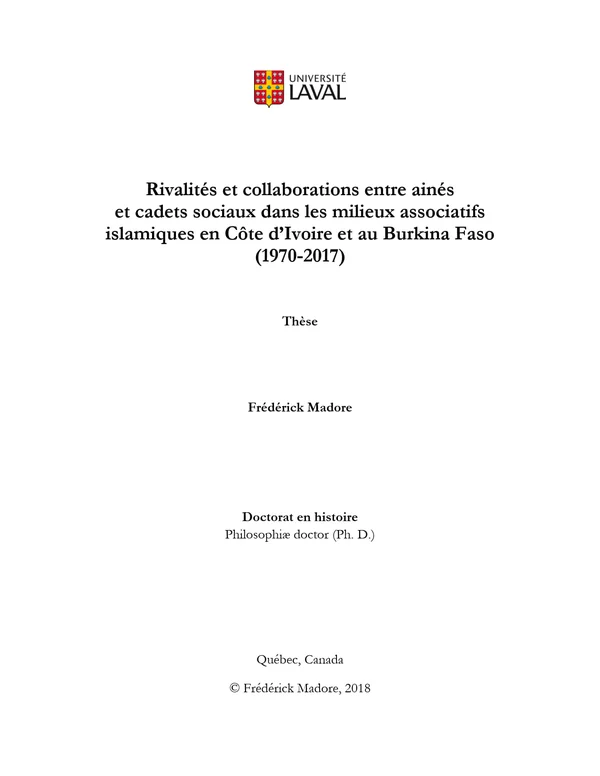 UNIVERSITÉ
LAVAL
Rivalités et collaborations entre ainés
et cadets sociaux dans les milieux associatifs
islamiques en Côte d’Ivoire et au Burkina Faso
(1970-2017)
Thèse
Frédérick Madore
Doctorat en histoire
Philosophiæ doctor (Ph. D.)
Québec, Canada
© Frédérick Madore, 2018